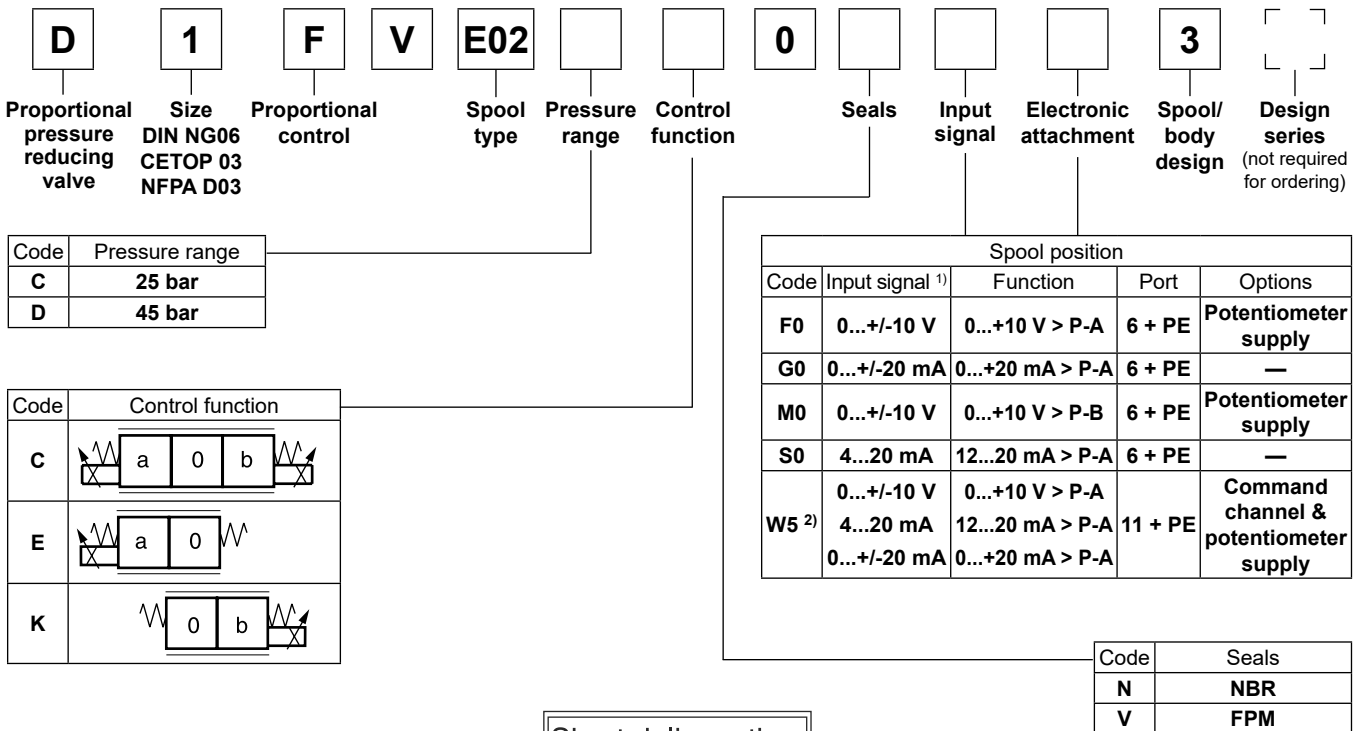 D 1 F V E02 0 3
Proportional pressure reducing valve
Size DIN NG06 CETOP 03 NFPA D03
Proportional control
Spool type
Pressure range
Control function
Seals
Input signal
Electronic attachment
Spool/ body design
Design series (not required for ordering)
Code Pressure range
C 25 bar
D 45 bar
Code Control function
C a 0 b
E a 0
K 0 b
Spool position
Code Input signal 1) Function Port Options
F0 0...+/-10 V 0...+10 V > P-A 6 + PE Potentiometer supply
G0 0...+/-20 mA 0...+20 mA > P-A 6 + PE —
M0 0...+/-10 V 0...+10 V > P-B 6 + PE Potentiometer supply
S0 4...20 mA 12...20 mA > P-A 6 + PE —
W5 2) 0...+/-10 V 0...+10 V > P-A 11 + PE Command channel & potentiometer supply
4...20 mA 12...20 mA > P-A
0...+/-20 mA 0...+20 mA > P-A
Code Seals
N NBR
V FPM